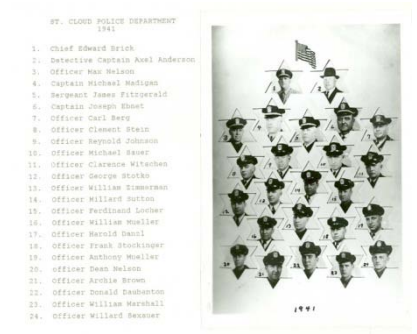 ST. CLOUD POLICE DEPARTMENT
1941
1. Chief Edward Brick
2. Detective Captain Axel Anderson
3. Officer Max Nelson
4. Captain Michael Madigan
5. Sergeant James Fitzgerald
6. Captain Joseph Ebnet
7. Officer Carl Berg
8. Officer Clement Stein
9. Officer Reynold Johnson
10. Officer Michael Sauer
11. Officer Clarence Witschen
12. Officer George Stotko
13. Officer William Zimmerman
14. Officer Millard Sutton
15. Officer Ferdinand Locher
16. Officer William Mueller
17. Officer Harold Danzl
18. Officer Frank Stockinger
19. Officer Anthony Moeller
20. officer Dean Nelson
21. Officer Archie Brown
22. Officer Donald
23. Officer William Marshall
24. Officer Willard
1941